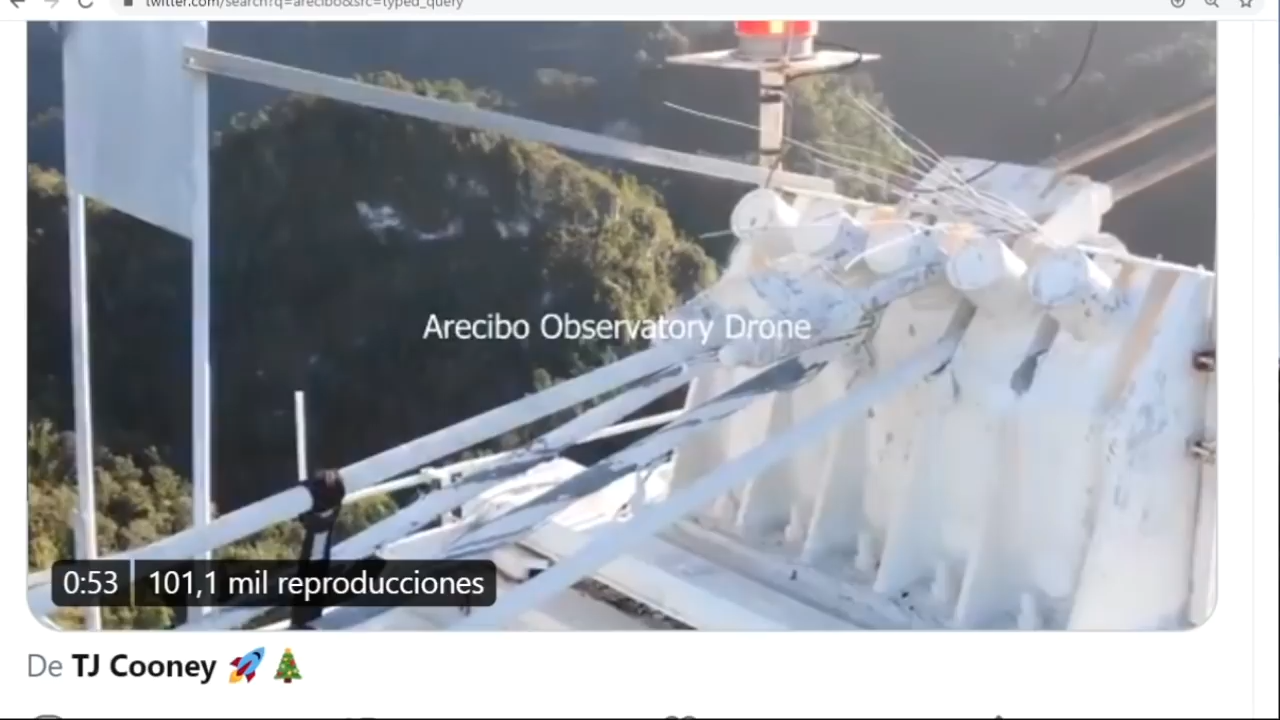 twitter.com/search?q=arecibo&src=typed_query
Arecibo Observatory Drone
0:53 101,1 mil reproducciones
De TJ Cooney 🚀🎄